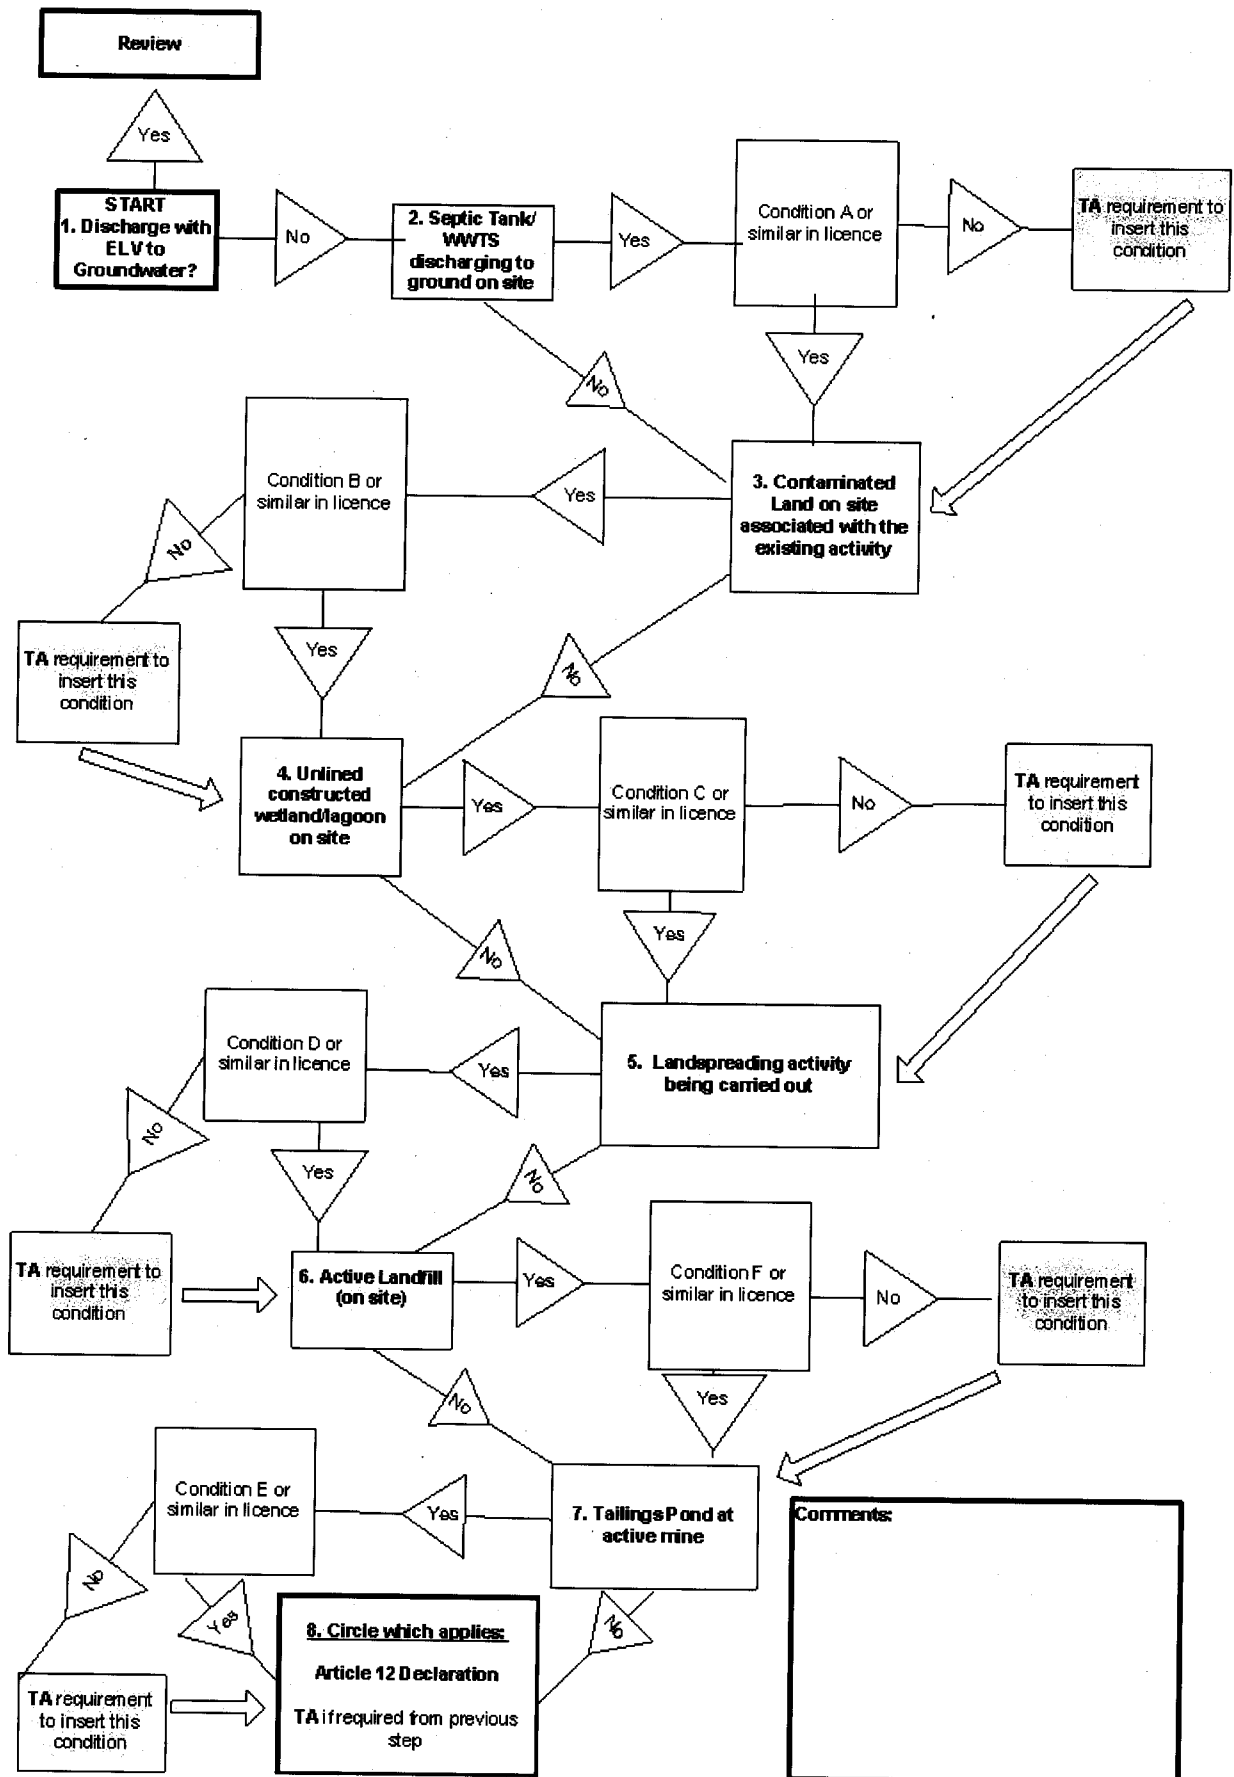 Review
Yes
START
1. Discharge with
ELV to
Groundwater?
No
2. Septic Tank/
WWTS
discharging to
ground on site
Yes
Condition A or
similar in licence
No
TA requirement to
insert this
condition
Yes
No
3. Contaminated
Land on site
associated with the
existing activity
Yes
Condition B or
similar in licence
No
TA requirement to
insert this
condition
Yes
No
4. Unlined
constructed
wetland/lagoon
on site
Yes
Condition C or
similar in licence
No
TA requirement
to insert this
condition
Yes
No
5. Landspreading activity
being carried out
Yes
Condition D or
similar in licence
No
TA requirement to
insert this
condition
Yes
No
6. Active Landfill
(on site)
Yes
Condition F or
similar in licence
No
TA requirement
to insert this
condition
Yes
No
7. Tailings Pond at
active mine
Yes
Condition E or
similar in licence
No
TA requirement
to insert this
condition
Yes
No
8. Circle which applies:
Article 12 Declaration
TA if required from previous
step
Comments: